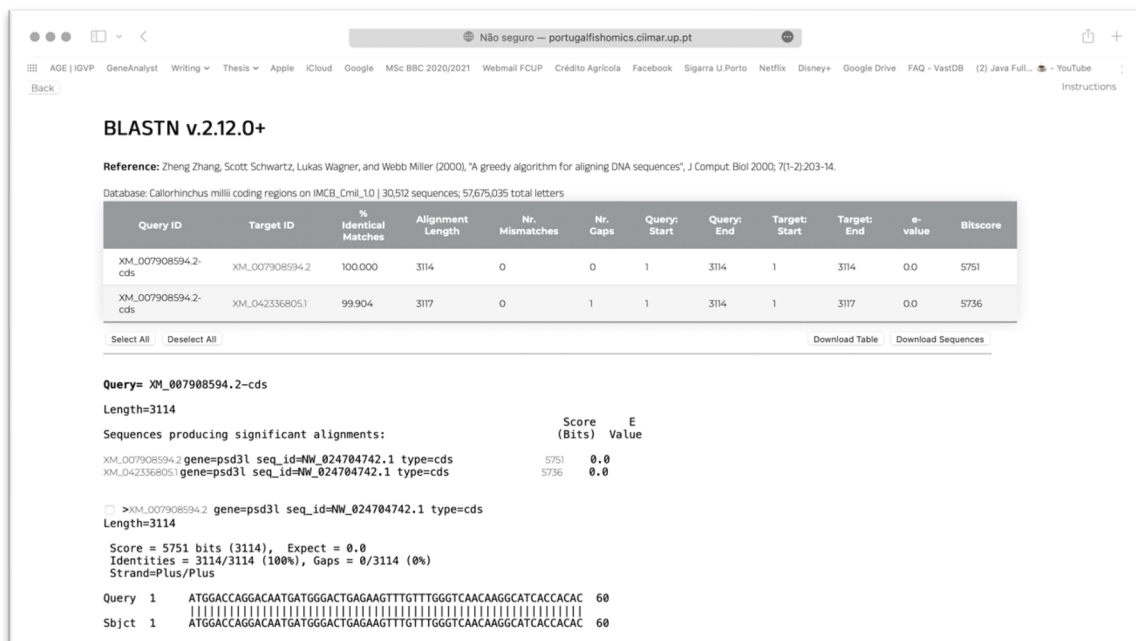 Não seguro — portugalfishomics.ciimar.up.pt
AGE | IGVP GeneAnalyst Writing Thesis Apple iCloud Google MSc BBC 2020/2021 Webmail FCUP Crédito Agrícola Facebook Sigarra U.Porto Netflix Disney+ Google Drive FAQ - VastDB (2) Java Full... ☕ - YouTube
Back Instructions
BLASTN v.2.12.0+
Reference: Zheng Zhang, Scott Schwartz, Lukas Wagner, and Webb Miller (2000), "A greedy algorithm for aligning DNA sequences", J Comput Biol 2000; 7(1-2):203-14.
Database: Callorhinchus milii coding regions on IMCB_Cmil_1.0 | 30,512 sequences; 57,675,035 total letters
Query ID Target ID % Identical Matches Alignment Length Nr. Mismatches Nr. Gaps Query: Start Query: End Target: Start Target: End e-value Bitscore
XM_007908594.2-cds XM_007908594.2 100.000 3114 0 0 1 3114 1 3114 0.0 5751
XM_007908594.2-cds XM_042336805.1 99.904 3117 0 1 1 3114 1 3117 0.0 5736
Select All Deselect All Download Table Download Sequences
Query= XM_007908594.2-cds
Length=3114
Score E
Sequences producing significant alignments: (Bits) Value
XM_007908594.2 gene=psd3l seq_id=NW_024704742.1 type=cds 5751 0.0
XM_042336805.1 gene=psd3l seq_id=NW_024704742.1 type=cds 5736 0.0
>XM_007908594.2 gene=psd3l seq_id=NW_024704742.1 type=cds
Length=3114
Score = 5751 bits (3114), Expect = 0.0
Identities = 3114/3114 (100%), Gaps = 0/3114 (0%)
Strand=Plus/Plus
Query 1 ATGGACCAGGACAATGATGGGACTGAGAAGTTTGTTTGGGTCAACAAGGCATCACCACAC 60
||||||||||||||||||||||||||||||||||||||||||||||||||||||||||||
Sbjct 1 ATGGACCAGGACAATGATGGGACTGAGAAGTTTGTTTGGGTCAACAAGGCATCACCACAC 60